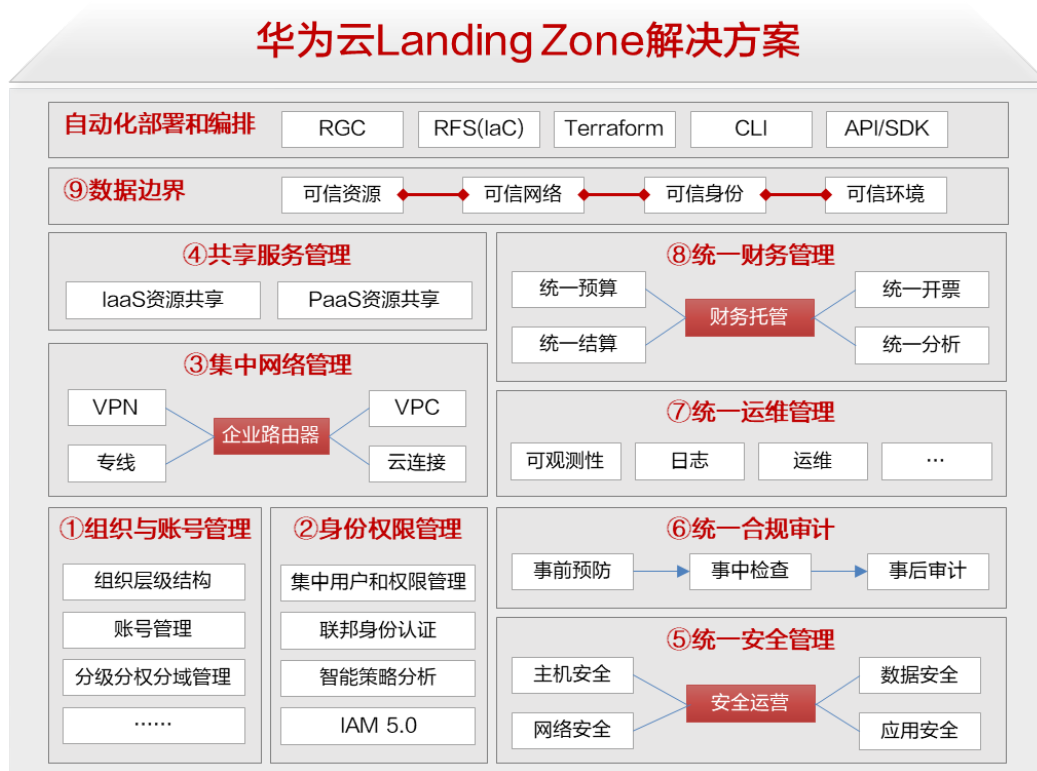 华为云Landing Zone解决方案
自动化部署和编排
RGC
RFS(IaC)
Terraform
CLI
API/SDK
⑨数据边界
可信资源
可信网络
可信身份
可信环境
④共享服务管理
IaaS资源共享
PaaS资源共享
⑧统一财务管理
统一预算
统一结算
财务托管
统一开票
统一分析
③集中网络管理
VPN
专线
企业路由器
VPC
云连接
⑦统一运维管理
可观测性
日志
运维
…
①组织与账号管理
组织层级结构
账号管理
分级分权分域管理
……
②身份权限管理
集中用户和权限管理
联邦身份认证
智能策略分析
IAM 5.0
⑥统一合规审计
事前预防
事中检查
事后审计
⑤统一安全管理
主机安全
网络安全
安全运营
数据安全
应用安全